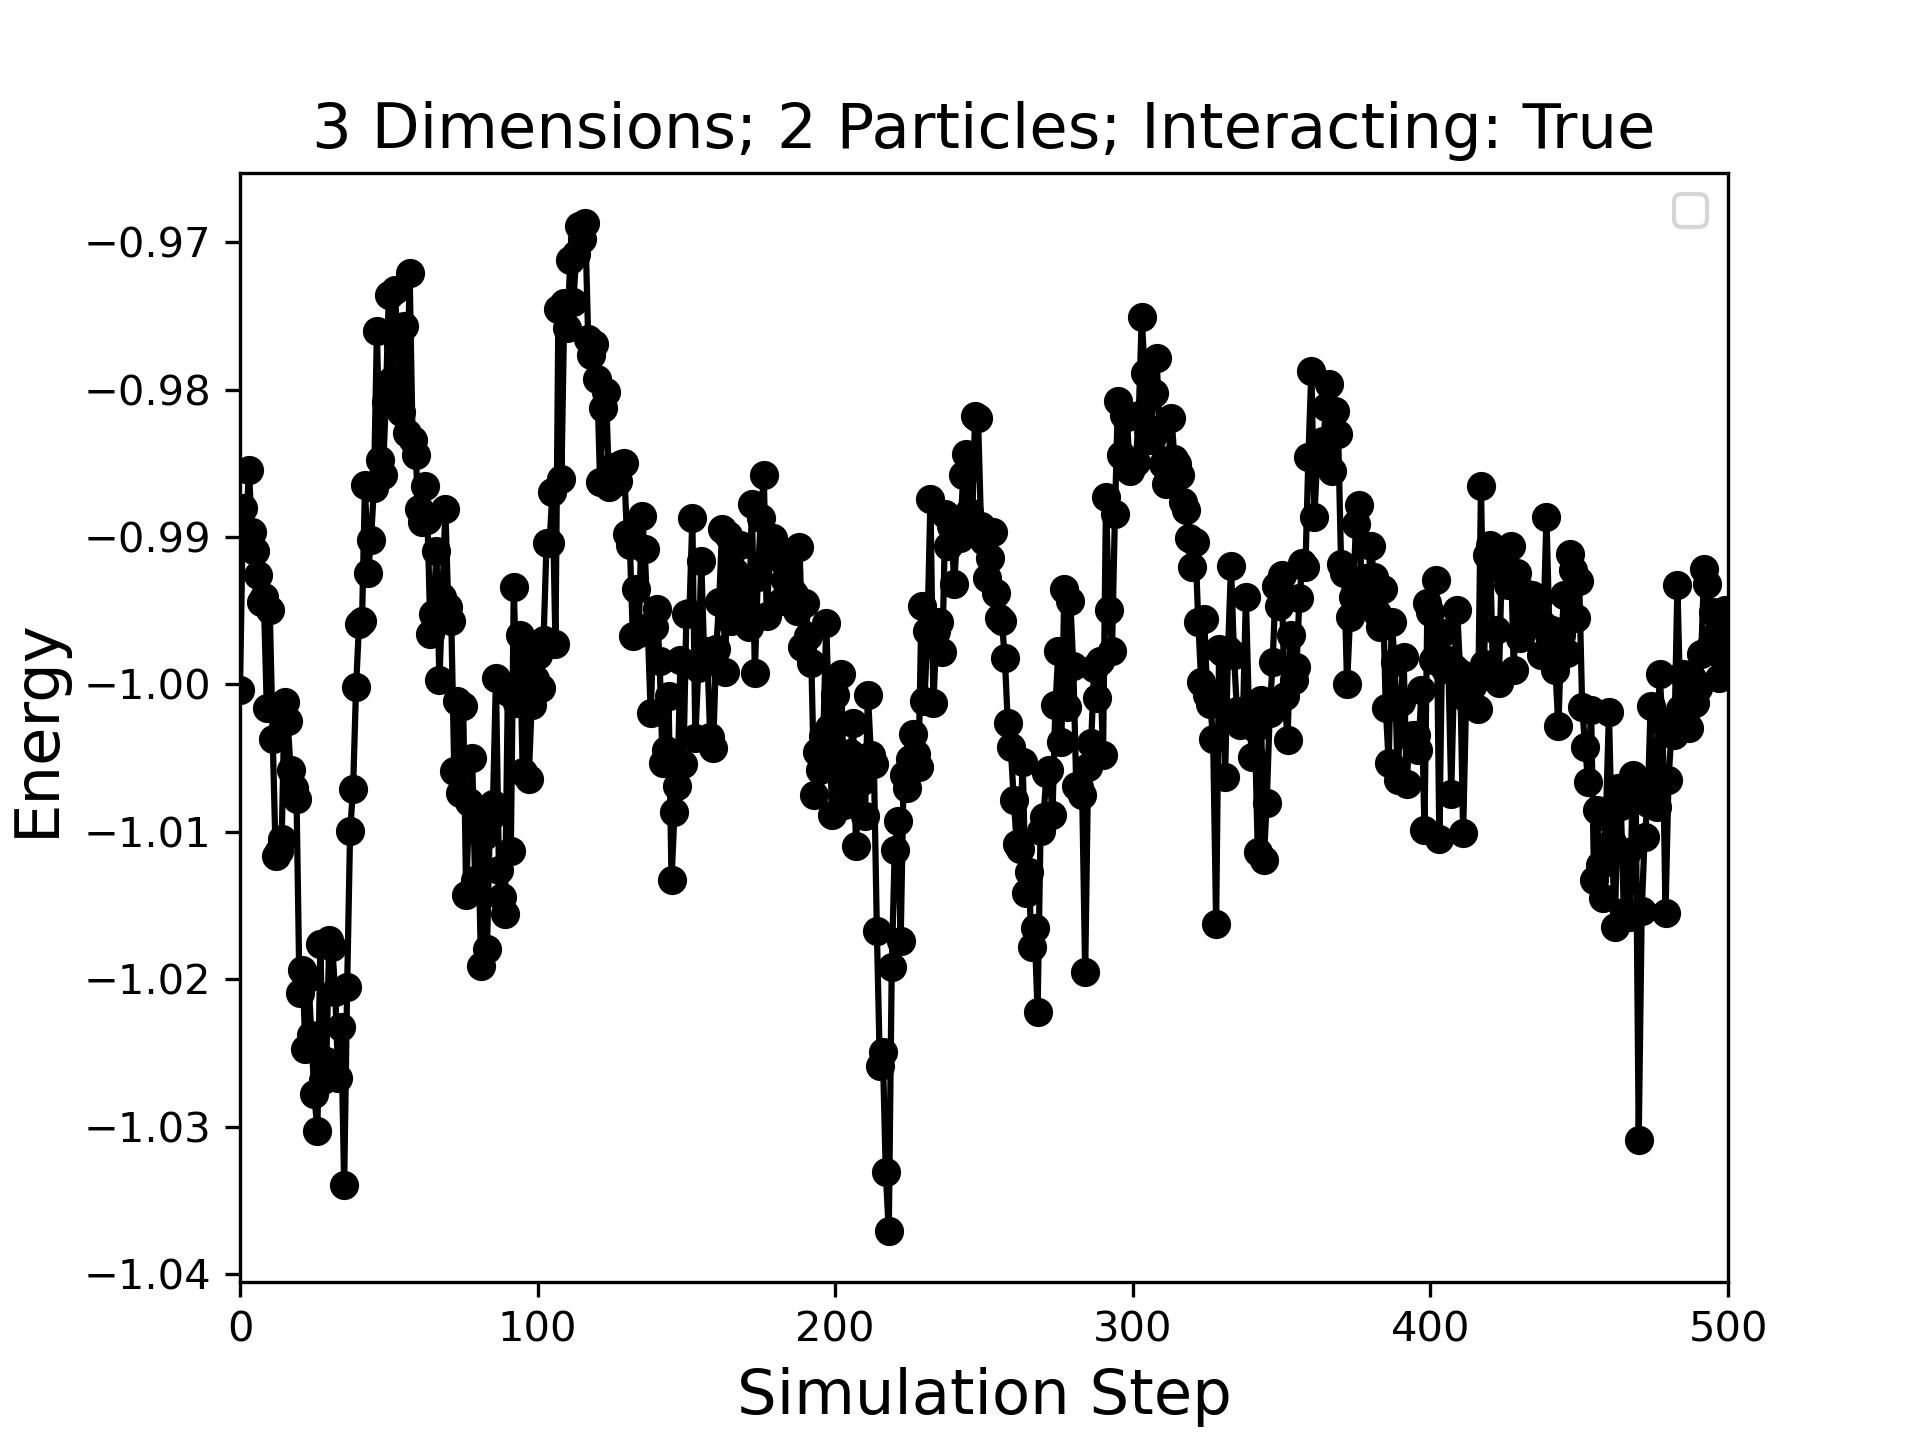 3 Dimensions; 2 Particles; Interacting: True
−0.97
−0.98
−0.99
−1.00
−1.01
−1.02
−1.03
−1.04
Energy
0 100 200 300 400 500
Simulation Step